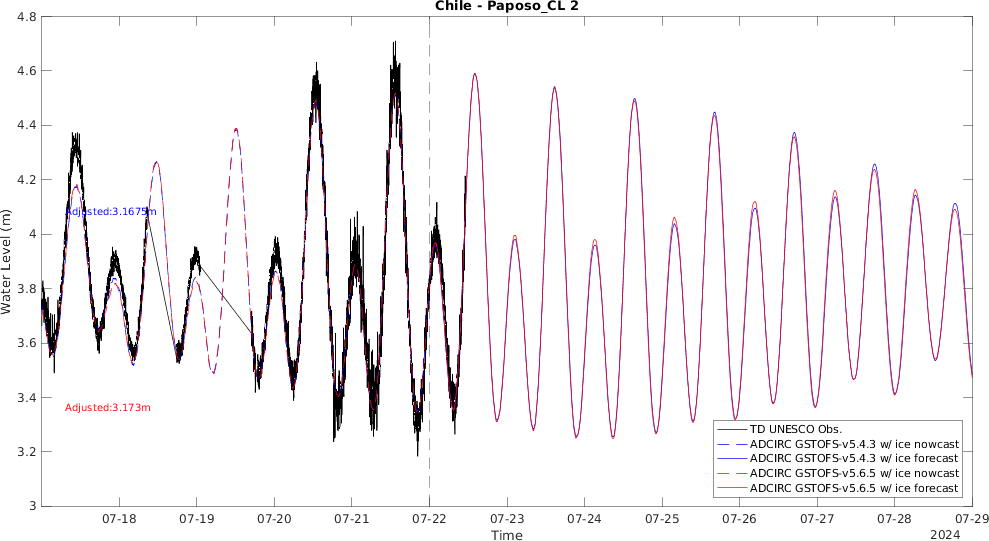 Chile - Paposo_CL 2
Water Level (m)
4.8
4.6
4.4
4.2
4
3.8
3.6
3.4
3.2
3
Adjusted:3.1675m
Adjusted:3.173m
TD UNESCO Obs.
ADCIRC GSTOFS-v5.4.3 w/ ice nowcast
ADCIRC GSTOFS-v5.4.3 w/ ice forecast
ADCIRC GSTOFS-v5.6.5 w/ ice nowcast
ADCIRC GSTOFS-v5.6.5 w/ ice forecast
07-18 07-19 07-20 07-21 07-22 07-23 07-24 07-25 07-26 07-27 07-28 07-29
Time
2024